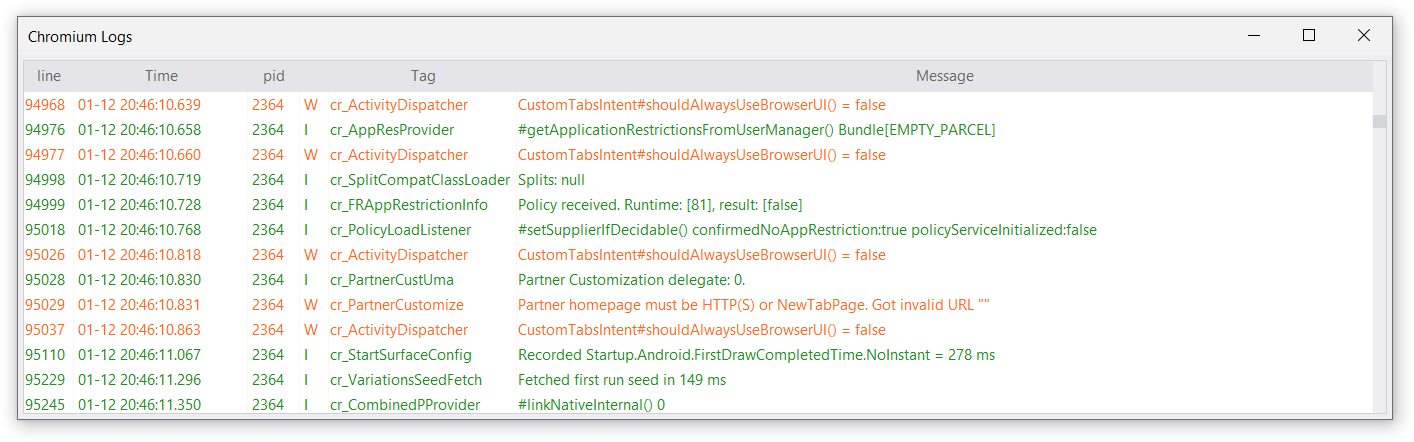 Chromium Logs
line Time pid Tag Message
94968 01-12 20:46:10.639 2364 W cr_ActivityDispatcher CustomTabsIntent#shouldAlwaysUseBrowserUI() = false
94976 01-12 20:46:10.658 2364 I cr_AppResProvider #getApplicationRestrictionsFromUserManager() Bundle[EMPTY_PARCEL]
94977 01-12 20:46:10.660 2364 W cr_ActivityDispatcher CustomTabsIntent#shouldAlwaysUseBrowserUI() = false
94998 01-12 20:46:10.719 2364 I cr_SplitCompatClassLoader Splits: null
94999 01-12 20:46:10.728 2364 I cr_FRAppRestrictionInfo Policy received. Runtime: [81], result: [false]
95018 01-12 20:46:10.768 2364 I cr_PolicyLoadListener #setSupplierIfDecidable() confirmedNoAppRestriction:true policyServiceInitialized:false
95026 01-12 20:46:10.818 2364 W cr_ActivityDispatcher CustomTabsIntent#shouldAlwaysUseBrowserUI() = false
95028 01-12 20:46:10.830 2364 I cr_PartnerCustUma Partner Customization delegate: 0.
95029 01-12 20:46:10.831 2364 W cr_PartnerCustomize Partner homepage must be HTTP(S) or NewTabPage. Got invalid URL ""
95037 01-12 20:46:10.863 2364 W cr_ActivityDispatcher CustomTabsIntent#shouldAlwaysUseBrowserUI() = false
95110 01-12 20:46:11.067 2364 I cr_StartSurfaceConfig Recorded Startup.Android.FirstDrawCompletedTime.NoInstant = 278 ms
95229 01-12 20:46:11.296 2364 I cr_VariationsSeedFetch Fetched first run seed in 149 ms
95245 01-12 20:46:11.350 2364 I cr_CombinedPProvider #linkNativeInternal() 0